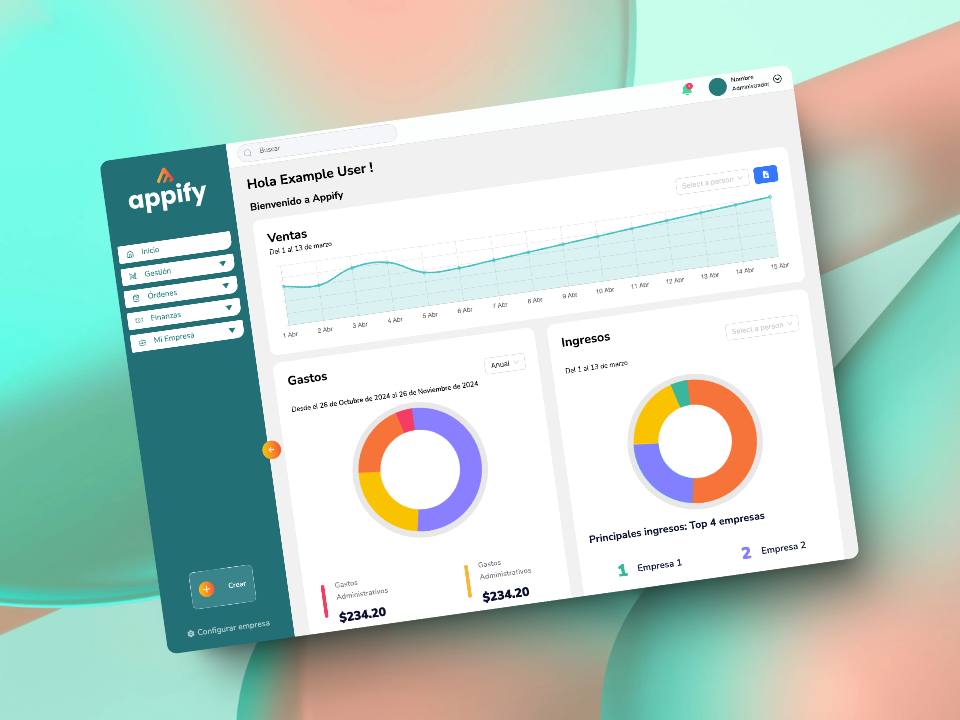 Nombre
Administrador
Buscar
appify
Hola Example User !
Bienvenido a Appify
Select a person
Ventas
Del 1 al 13 de marzo
1 Abr 2 Abr 3 Abr 4 Abr 5 Abr 6 Abr 7 Abr 8 Abr 9 Abr 10 Abr 11 Abr 12 Abr 13 Abr 14 Abr 15 Abr
Inicio
Gestión
Órdenes
Finanzas
Mi Empresa
Gastos
Anual
Desde el 26 de Octubre de 2024 al 26 de Noviembre de 2024
Ingresos
Select a person
Del 1 al 13 de marzo
Principales ingresos: Top 4 empresas
1 Empresa 1
2 Empresa 2
Gastos
Administrativos
$234.20
Gastos
Administrativos
$234.20
Crear
Configurar empresa